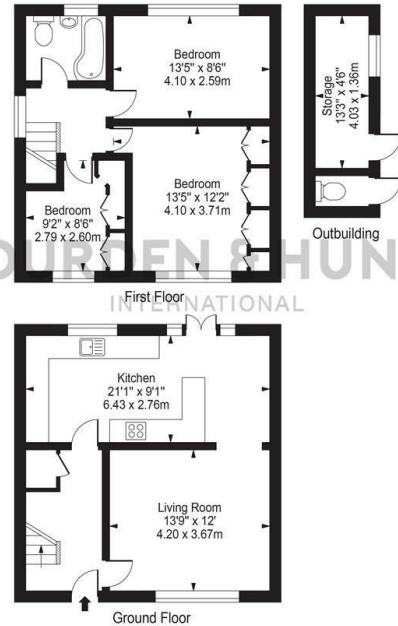 Bedroom
13'5" x 8'6"
4.10 x 2.59m
Bedroom
13'5" x 12'2"
4.10 x 3.71m
Bedroom
9'2" x 8'6"
2.79 x 2.60m
Storage
13'3" x 4'6"
4.03 x 1.36m
Outbuilding
OURDEN & HUN
INTERNATIONAL
First Floor
Kitchen
21'1" x 9'1"
6.43 x 2.76m
Living Room
13'9" x 12'
4.20 x 3.67m
Ground Floor